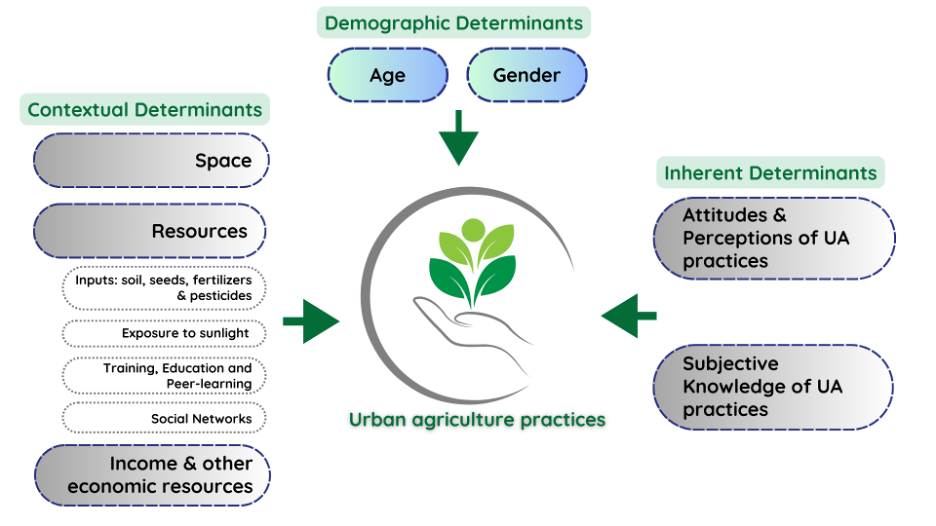 Demographic Determinants
Age
Gender
Contextual Determinants
Space
Resources
Inputs: soil, seeds, fertilizers
& pesticides
Exposure to sunlight
Training, Education and
Peer-learning
Social Networks
Income & other
economic resources
Urban agriculture practices
Inherent Determinants
Attitudes &
Perceptions of UA
practices
Subjective
Knowledge of UA
practices